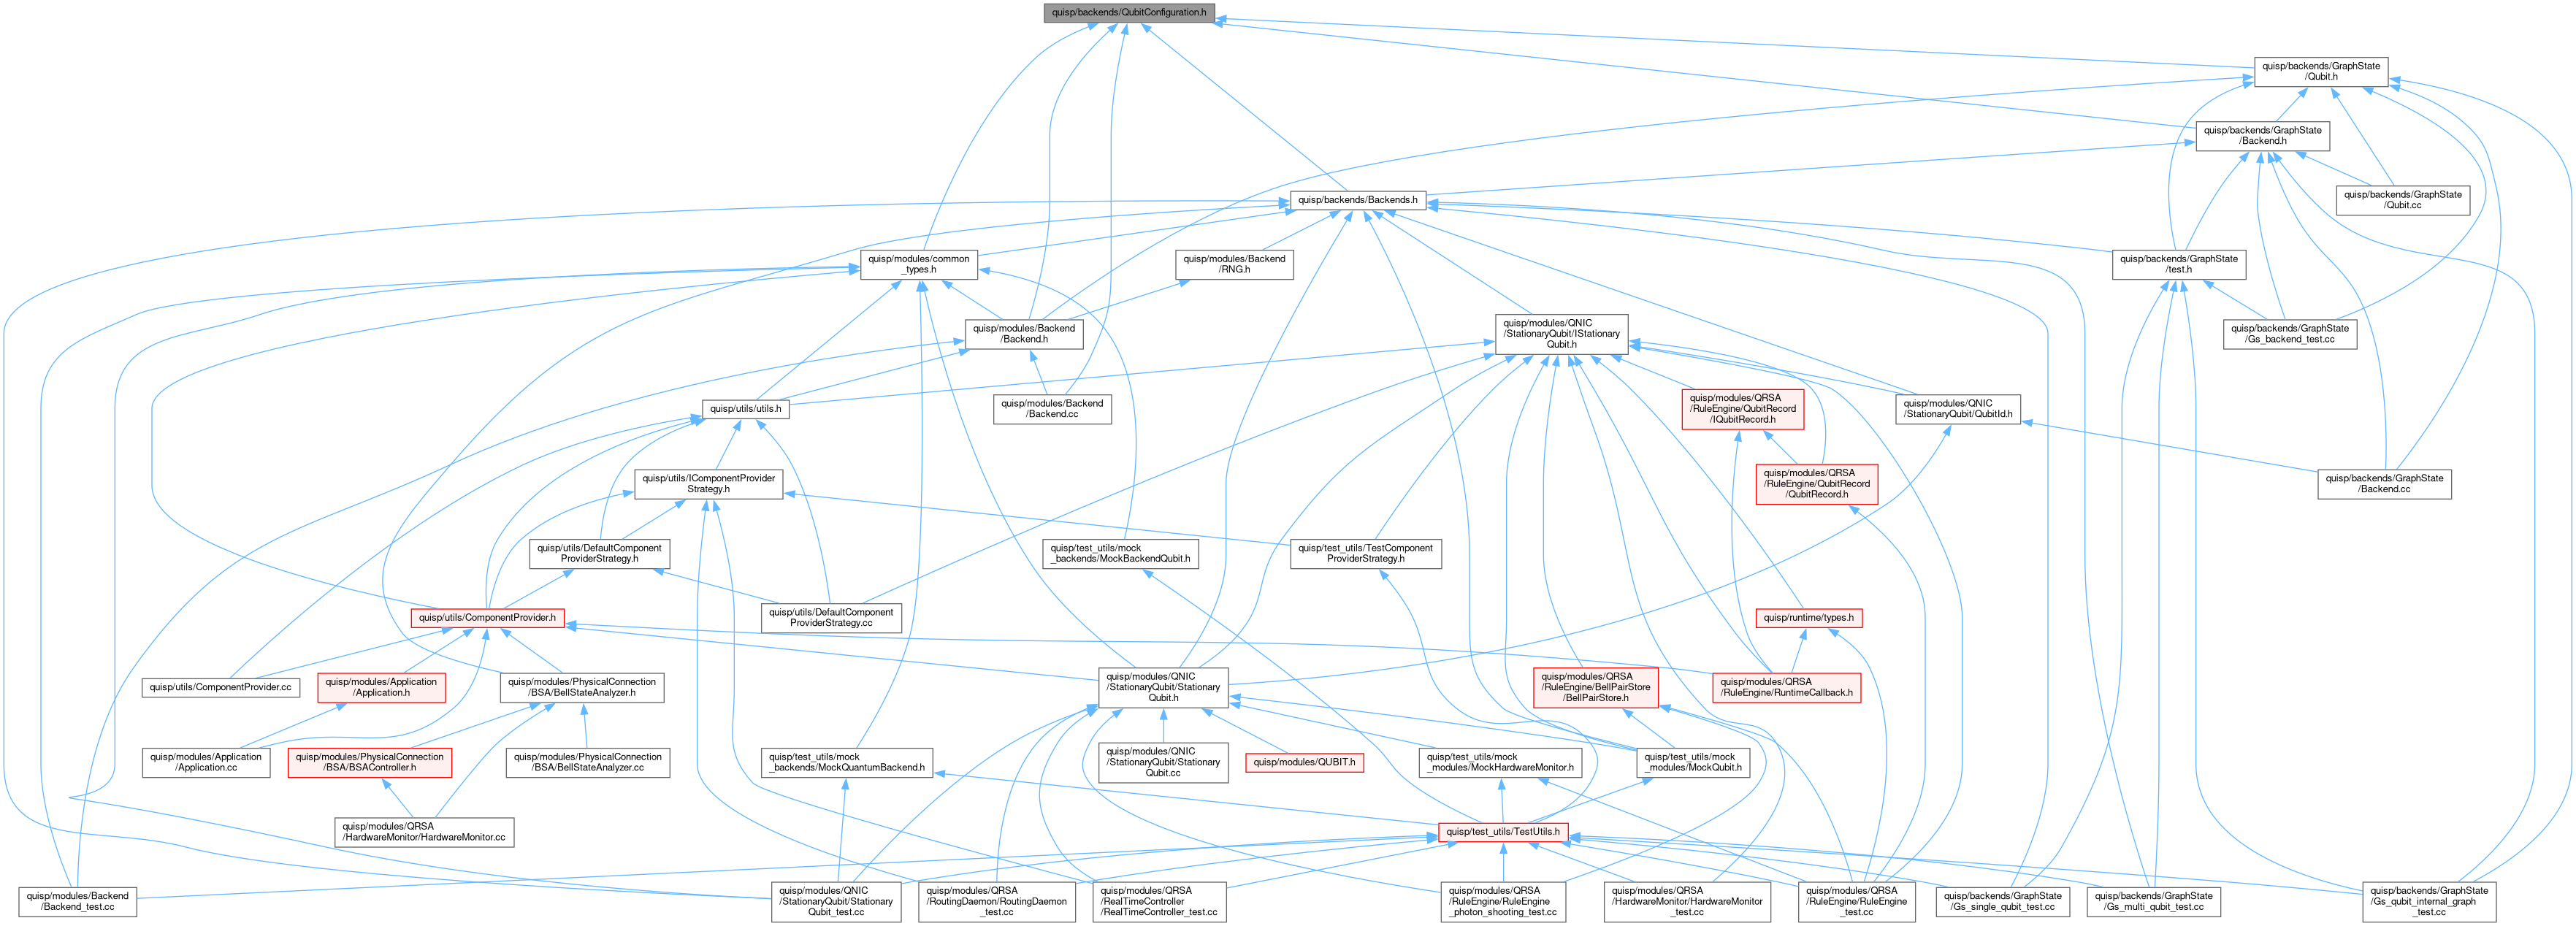 quisp/backends/QubitConfiguration.h
quisp/backends/GraphState
/Qubit.h
quisp/backends/GraphState
/Backend.h
quisp/backends/GraphState
/Qubit.cc
quisp/backends/Backends.h
quisp/modules/common
_types.h
quisp/modules/Backend
/RNG.h
quisp/backends/GraphState
/test.h
quisp/modules/Backend
/Backend.h
quisp/modules/QNIC
/StationaryQubit/IStationary
Qubit.h
quisp/backends/GraphState
/Gs_backend_test.cc
quisp/utils/utils.h
quisp/modules/Backend
/Backend.cc
quisp/modules/QRSA
/RuleEngine/QubitRecord
/IQubitRecord.h
quisp/modules/QNIC
/StationaryQubit/QubitId.h
quisp/utils/IComponentProvider
Strategy.h
quisp/modules/QRSA
/RuleEngine/QubitRecord
/QubitRecord.h
quisp/backends/GraphState
/Backend.cc
quisp/utils/DefaultComponent
ProviderStrategy.h
quisp/test_utils/mock
_backends/MockBackendQubit.h
quisp/test_utils/TestComponent
ProviderStrategy.h
quisp/utils/ComponentProvider.h
quisp/utils/DefaultComponent
ProviderStrategy.cc
quisp/runtime/types.h
quisp/utils/ComponentProvider.cc
quisp/modules/Application
/Application.h
quisp/modules/PhysicalConnection
/BSA/BellStateAnalyzer.h
quisp/modules/QNIC
/StationaryQubit/Stationary
Qubit.h
quisp/modules/QRSA
/RuleEngine/BellPairStore
/BellPairStore.h
quisp/modules/QRSA
/RuleEngine/RuntimeCallback.h
quisp/modules/Application
/Application.cc
quisp/modules/PhysicalConnection
/BSA/BSAController.h
quisp/modules/PhysicalConnection
/BSA/BellStateAnalyzer.cc
quisp/test_utils/mock
_backends/MockQuantumBackend.h
quisp/modules/QNIC
/StationaryQubit/Stationary
Qubit.cc
quisp/modules/QUBIT.h
quisp/test_utils/mock
_modules/MockHardwareMonitor.h
quisp/test_utils/mock
_modules/MockQubit.h
quisp/modules/QRSA
/HardwareMonitor/HardwareMonitor.cc
quisp/test_utils/TestUtils.h
quisp/modules/Backend
/Backend_test.cc
quisp/modules/QNIC
/StationaryQubit/Stationary
Qubit_test.cc
quisp/modules/QRSA
/RoutingDaemon/RoutingDaemon
_test.cc
quisp/modules/QRSA
/RealTimeController
/RealTimeController_test.cc
quisp/modules/QRSA
/RuleEngine/RuleEngine
_photon_shooting_test.cc
quisp/modules/QRSA
/HardwareMonitor/HardwareMonitor
_test.cc
quisp/modules/QRSA
/RuleEngine/RuleEngine
_test.cc
quisp/backends/GraphState
/Gs_single_qubit_test.cc
quisp/backends/GraphState
/Gs_multi_qubit_test.cc
quisp/backends/GraphState
/Gs_qubit_internal_graph
_test.cc